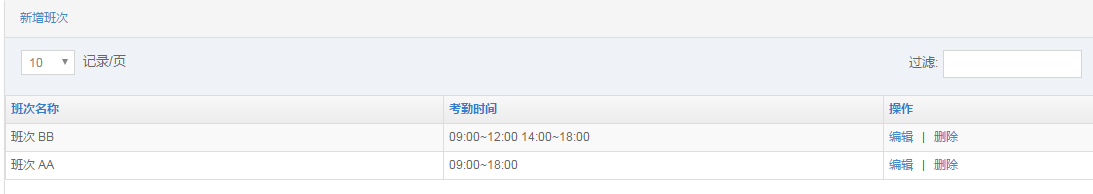 新增班次
10 记录/页 过滤:
班次名称 考勤时间 操作
班次 BB 09:00~12:00 14:00~18:00 编辑 | 删除
班次 AA 09:00~18:00 编辑 | 删除